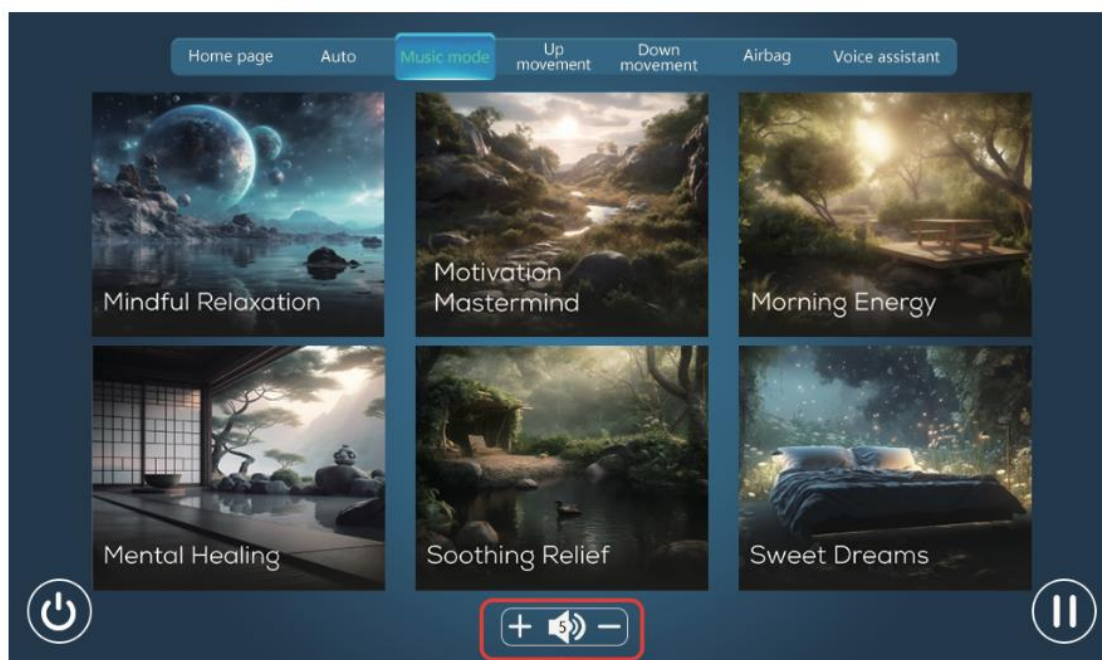 Home page
Auto
Music mode
Up
movement
Down
movement
Airbag
Voice assistant
Mindful Relaxation
Motivation
Mastermind
Morning Energy
Mental Healing
Soothing Relief
Sweet Dreams
+ 5 −